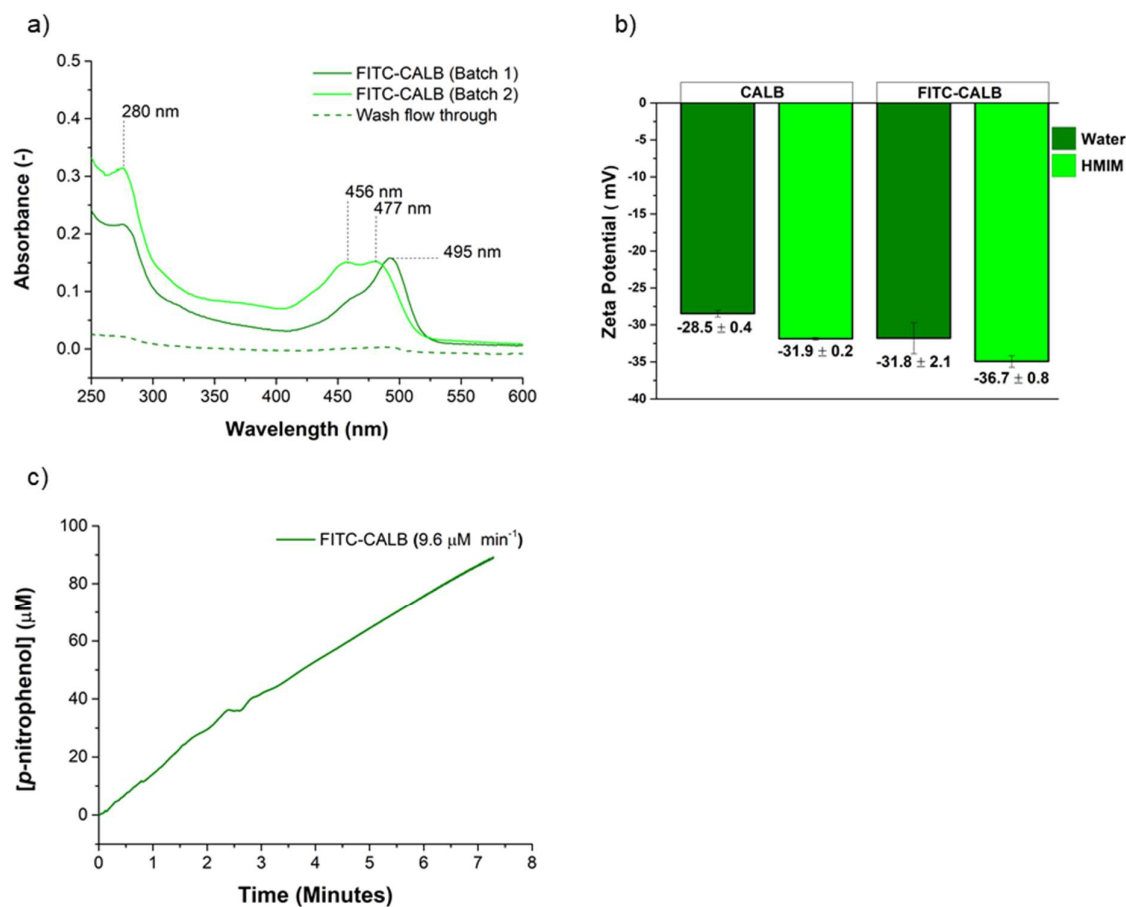 a)
0.5
0.4
0.3
0.2
0.1
0.0
Absorbance (-)
FITC-CALB (Batch 1)
FITC-CALB (Batch 2)
Wash flow through
280 nm
456 nm
477 nm
495 nm
250 300 350 400 450 500 550 600
Wavelength (nm)
b)
CALB
FITC-CALB
0
-5
-10
-15
-20
-25
-30
-35
-40
Zeta Potential ( mV)
Water
HMIM
-28.5 ± 0.4
-31.9 ± 0.2
-31.8 ± 2.1
-36.7 ± 0.8
c)
100
80
60
40
20
0
[p-nitrophenol] (μM)
FITC-CALB (9.6 μM min⁻¹)
0 1 2 3 4 5 6 7 8
Time (Minutes)